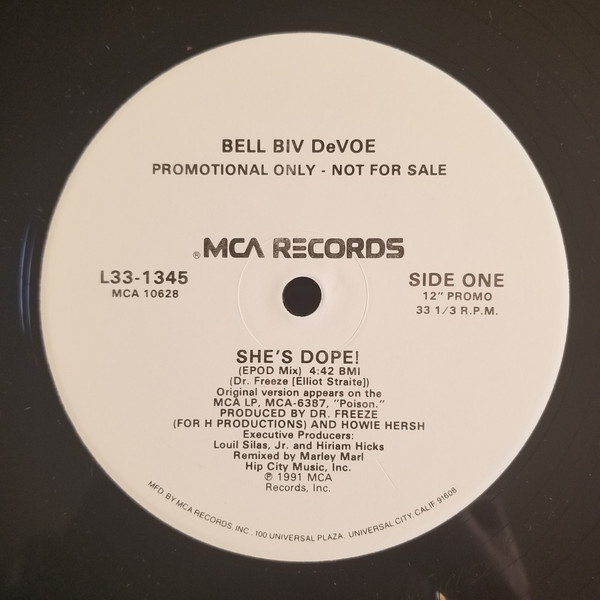 BELL BIV DeVOE
PROMOTIONAL ONLY - NOT FOR SALE
® MCA RECORDS
L33-1345
MCA 10628
SIDE ONE
12" PROMO
33 1/3 R.P.M.
SHE'S DOPE!
(EPOD Mix) 4:42 BMI
(Dr. Freeze [Elliot Straite])
Original version appears on the
MCA LP, MCA-6387, "Poison."
PRODUCED BY DR. FREEZE
(FOR H PRODUCTIONS) AND HOWIE HERSH
Executive Producers:
Louil Silas, Jr. and Hiriam Hicks
Remixed by Marley Marl
Hip City Music, Inc.
℗ 1991 MCA
Records, Inc.
MFD. BY MCA RECORDS, INC., 100 UNIVERSAL PLAZA, UNIVERSAL CITY, CALIF. 91608